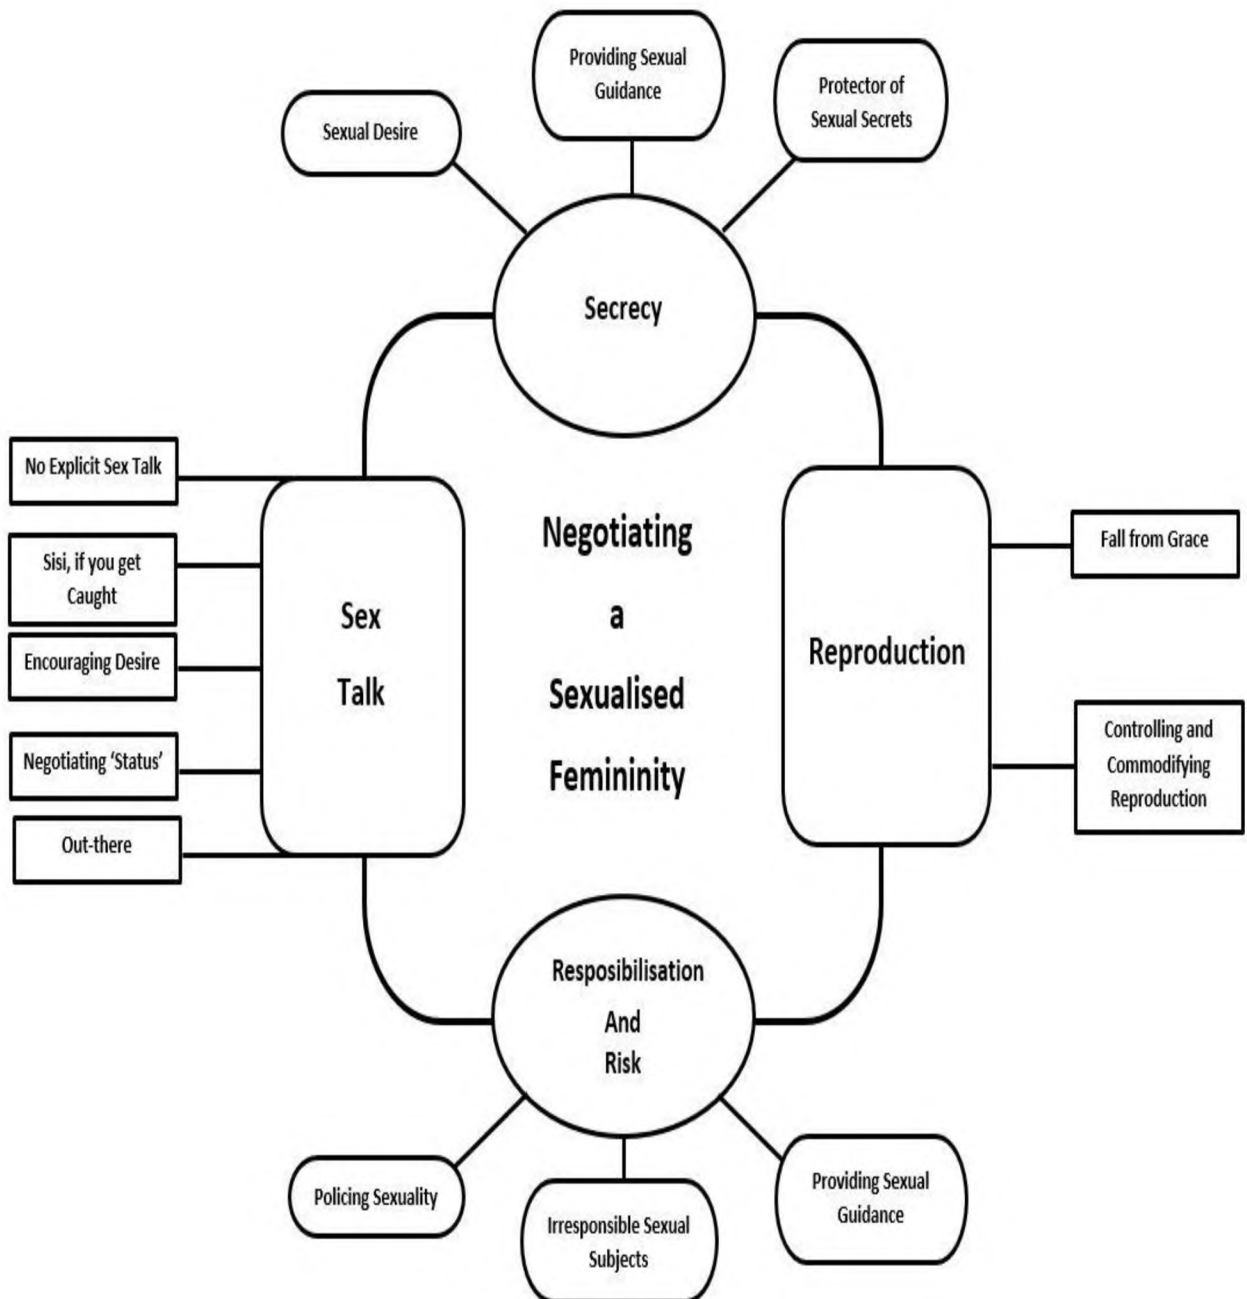 Providing Sexual
Guidance
Protector of
Sexual Secrets
Sexual Desire
Secrecy
No Explicit Sex Talk
Sisi, if you get
Caught
Encouraging Desire
Negotiating ‘Status’
Out-there
Sex
Talk
Negotiating
a
Sexualised
Femininity
Reproduction
Fall from Grace
Controlling and
Commodifying
Reproduction
Resposibilisation
And
Risk
Policing Sexuality
Irresponsible Sexual
Subjects
Providing Sexual
Guidance